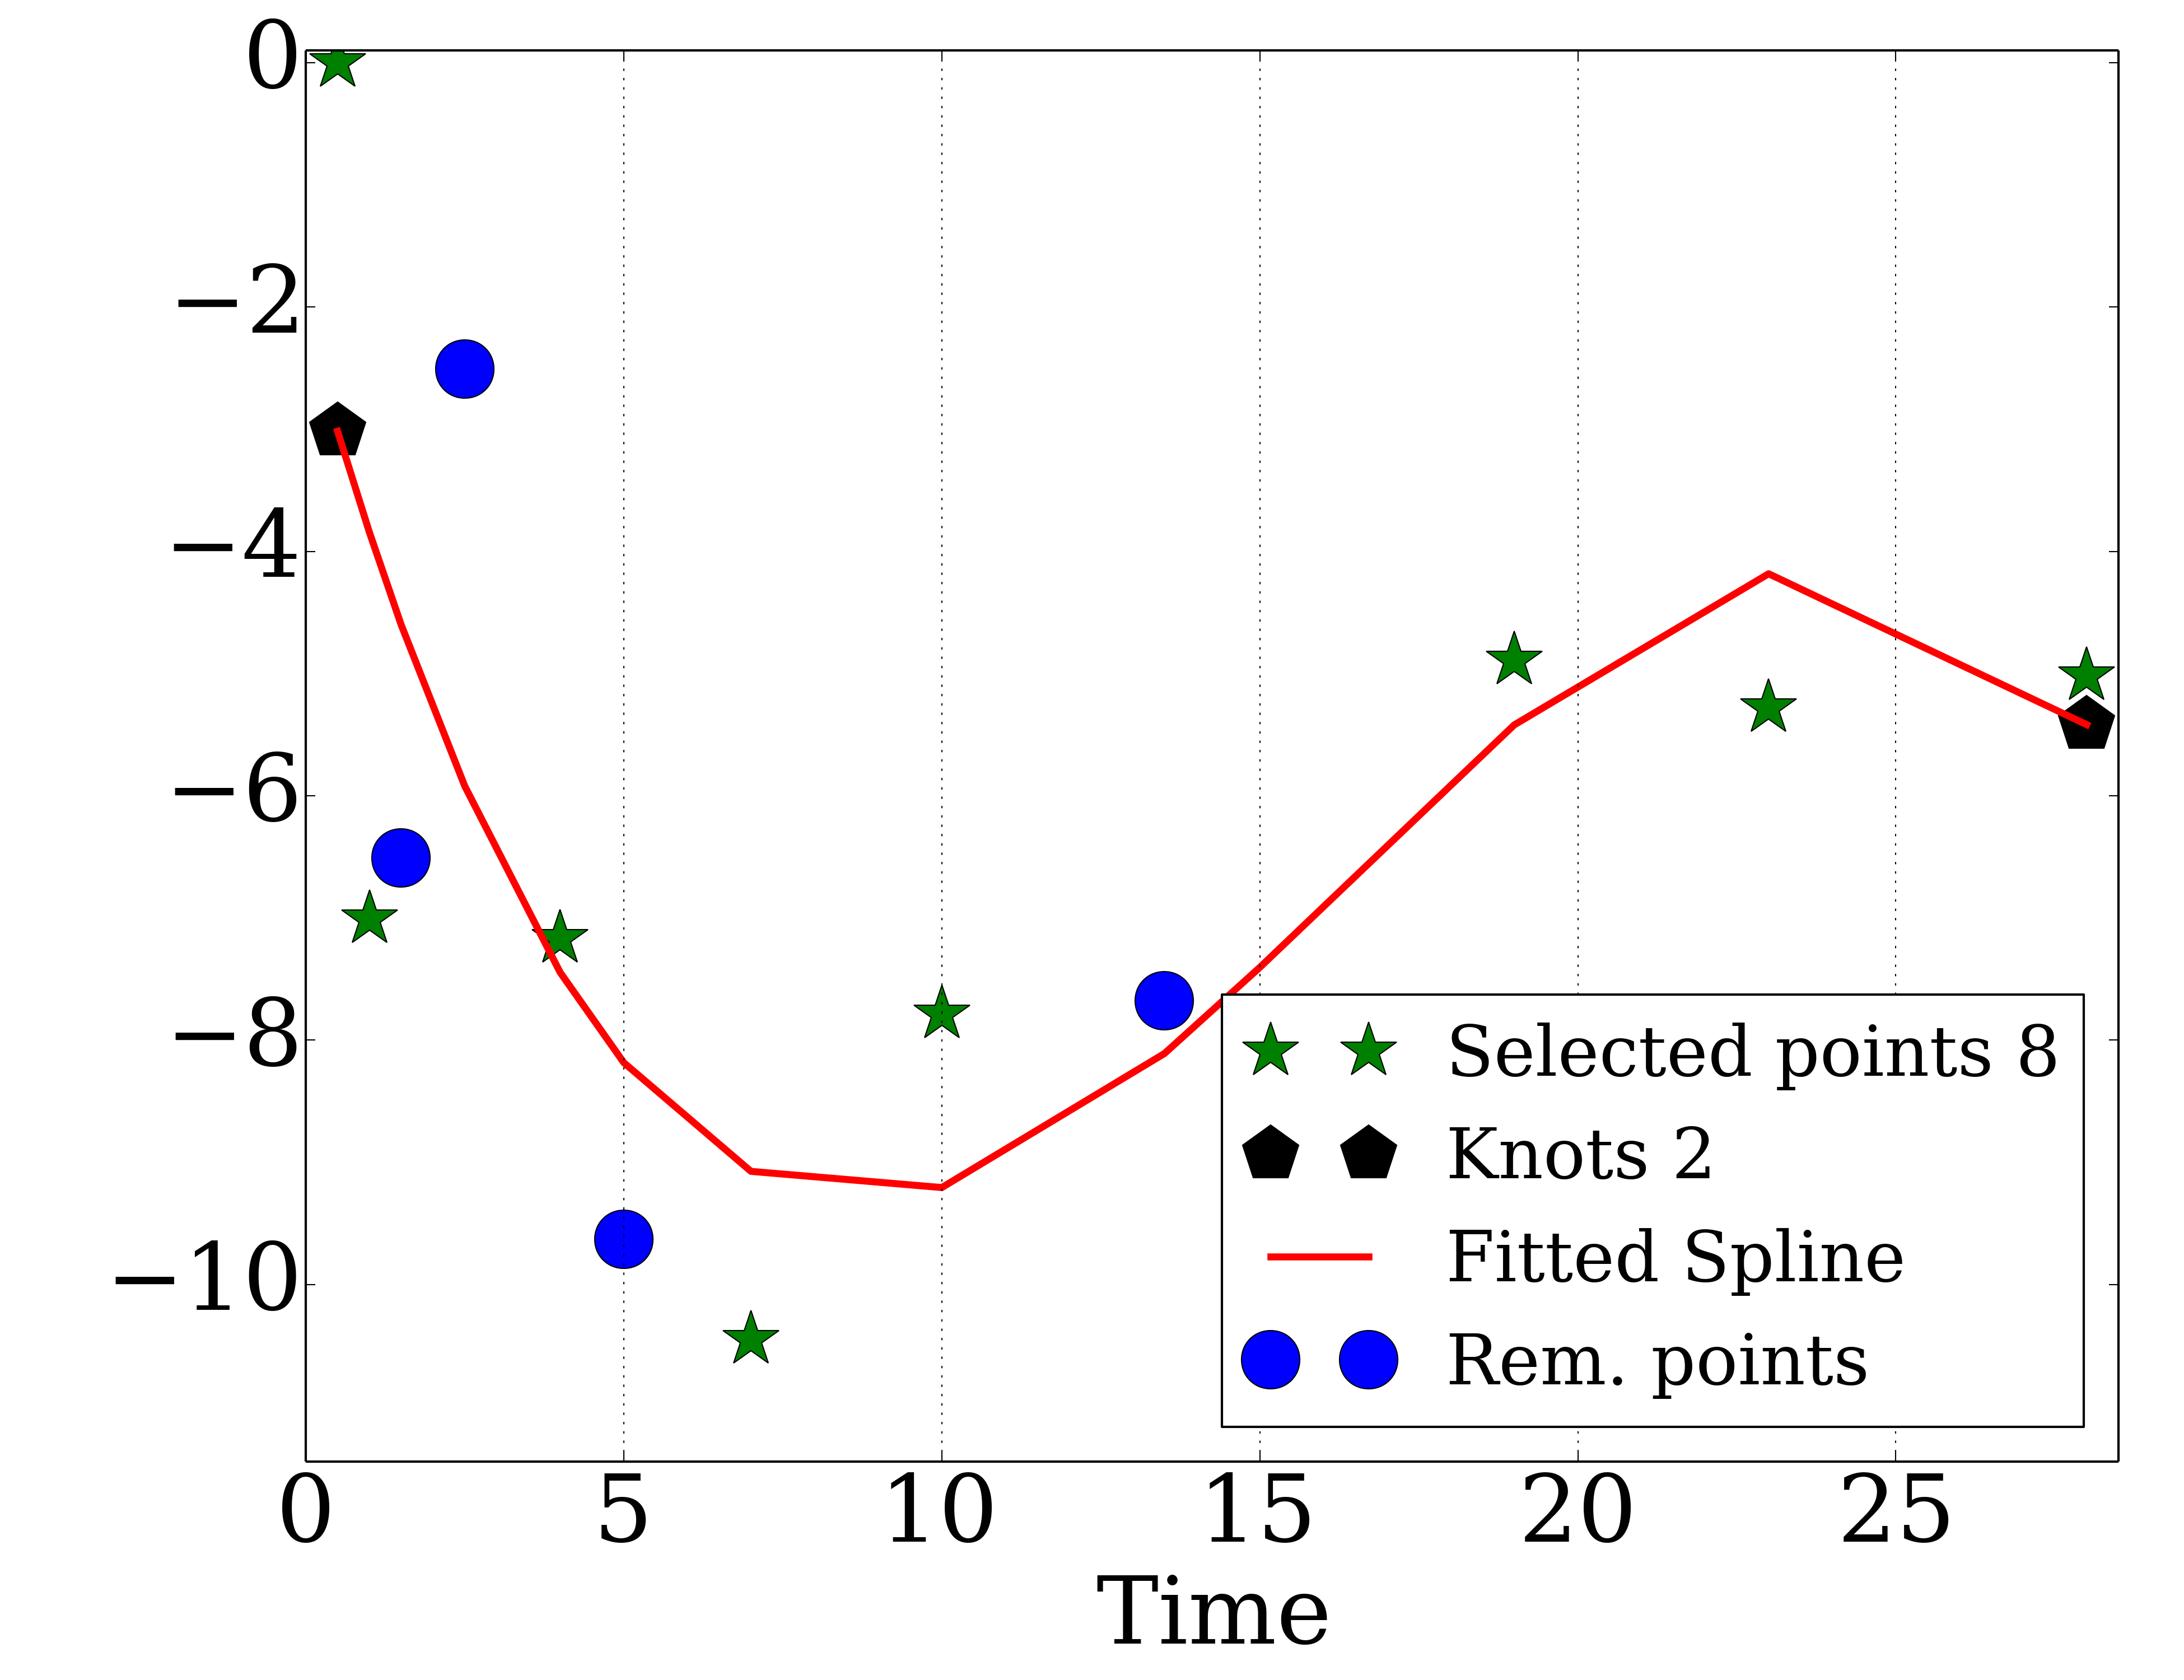 0
−2
−4
−6
−8
−10
0 5 10 15 20 25
Time
Selected points 8
Knots 2
Fitted Spline
Rem. points